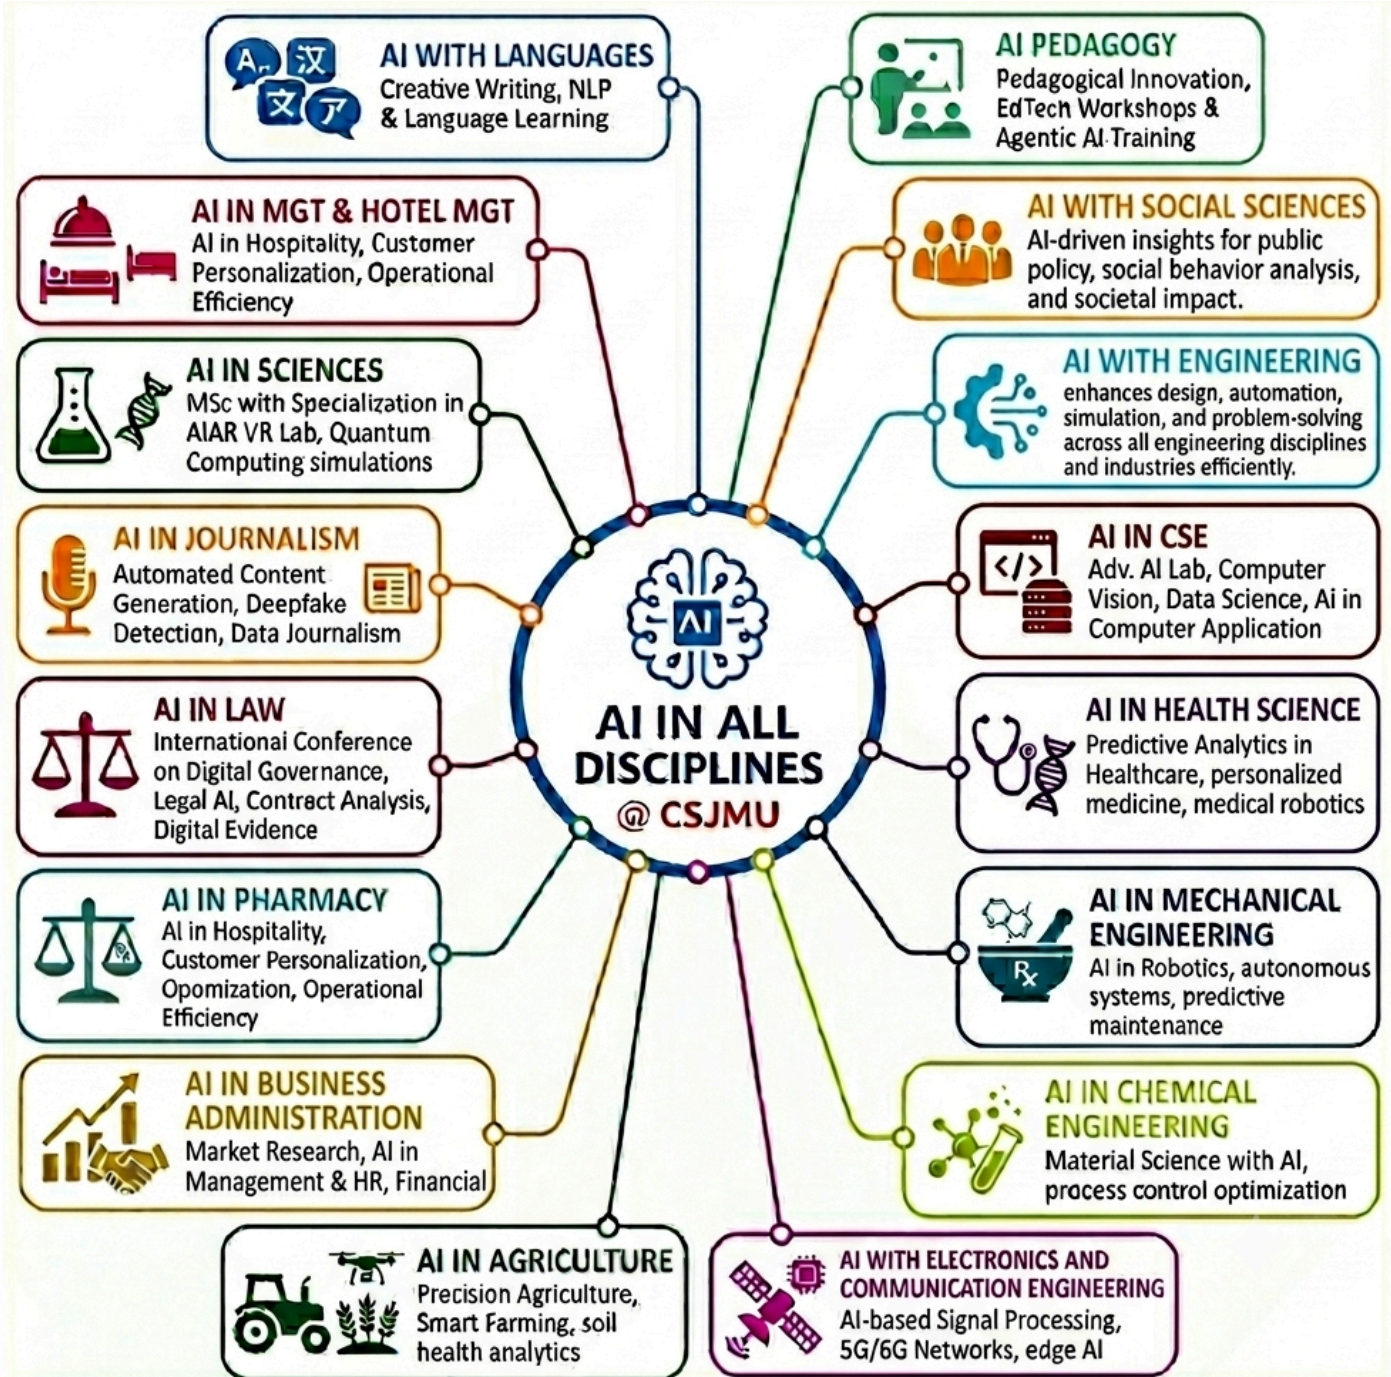 AI WITH LANGUAGES
Creative Writing, NLP
& Language Learning
A
汉
文
ア
AI PEDAGOGY
Pedagogical Innovation,
EdTech Workshops &
Agentic AI Training
AI IN MGT & HOTEL MGT
AI in Hospitality, Customer
Personalization, Operational
Efficiency
AI WITH SOCIAL SCIENCES
AI-driven insights for public
policy, social behavior analysis,
and societal impact.
AI IN SCIENCES
MSc with Specialization in
AIAR VR Lab, Quantum
Computing simulations
AI WITH ENGINEERING
enhances design, automation,
simulation, and problem-solving
across all engineering disciplines
and industries efficiently.
AI IN JOURNALISM
Automated Content
Generation, Deepfake
Detection, Data Journalism
AI IN CSE
Adv. AI Lab, Computer
Vision, Data Science, Ai in
Computer Application
</>
AI
AI IN ALL
DISCIPLINES
@ CSJMU
AI IN LAW
International Conference
on Digital Governance,
Legal AI, Contract Analysis,
Digital Evidence
AI IN HEALTH SCIENCE
Predictive Analytics in
Healthcare, personalized
medicine, medical robotics
AI IN PHARMACY
AI in Hospitality,
Customer Personalization,
Opomization, Operational
Efficiency
AI IN MECHANICAL
ENGINEERING
AI in Robotics, autonomous
systems, predictive
maintenance
Rx
AI IN BUSINESS
ADMINISTRATION
Market Research, AI in
Management & HR, Financial
AI IN CHEMICAL
ENGINEERING
Material Science with AI,
process control optimization
AI IN AGRICULTURE
Precision Agriculture,
Smart Farming, soil
health analytics
AI WITH ELECTRONICS AND
COMMUNICATION ENGINEERING
AI-based Signal Processing,
5G/6G Networks, edge AI